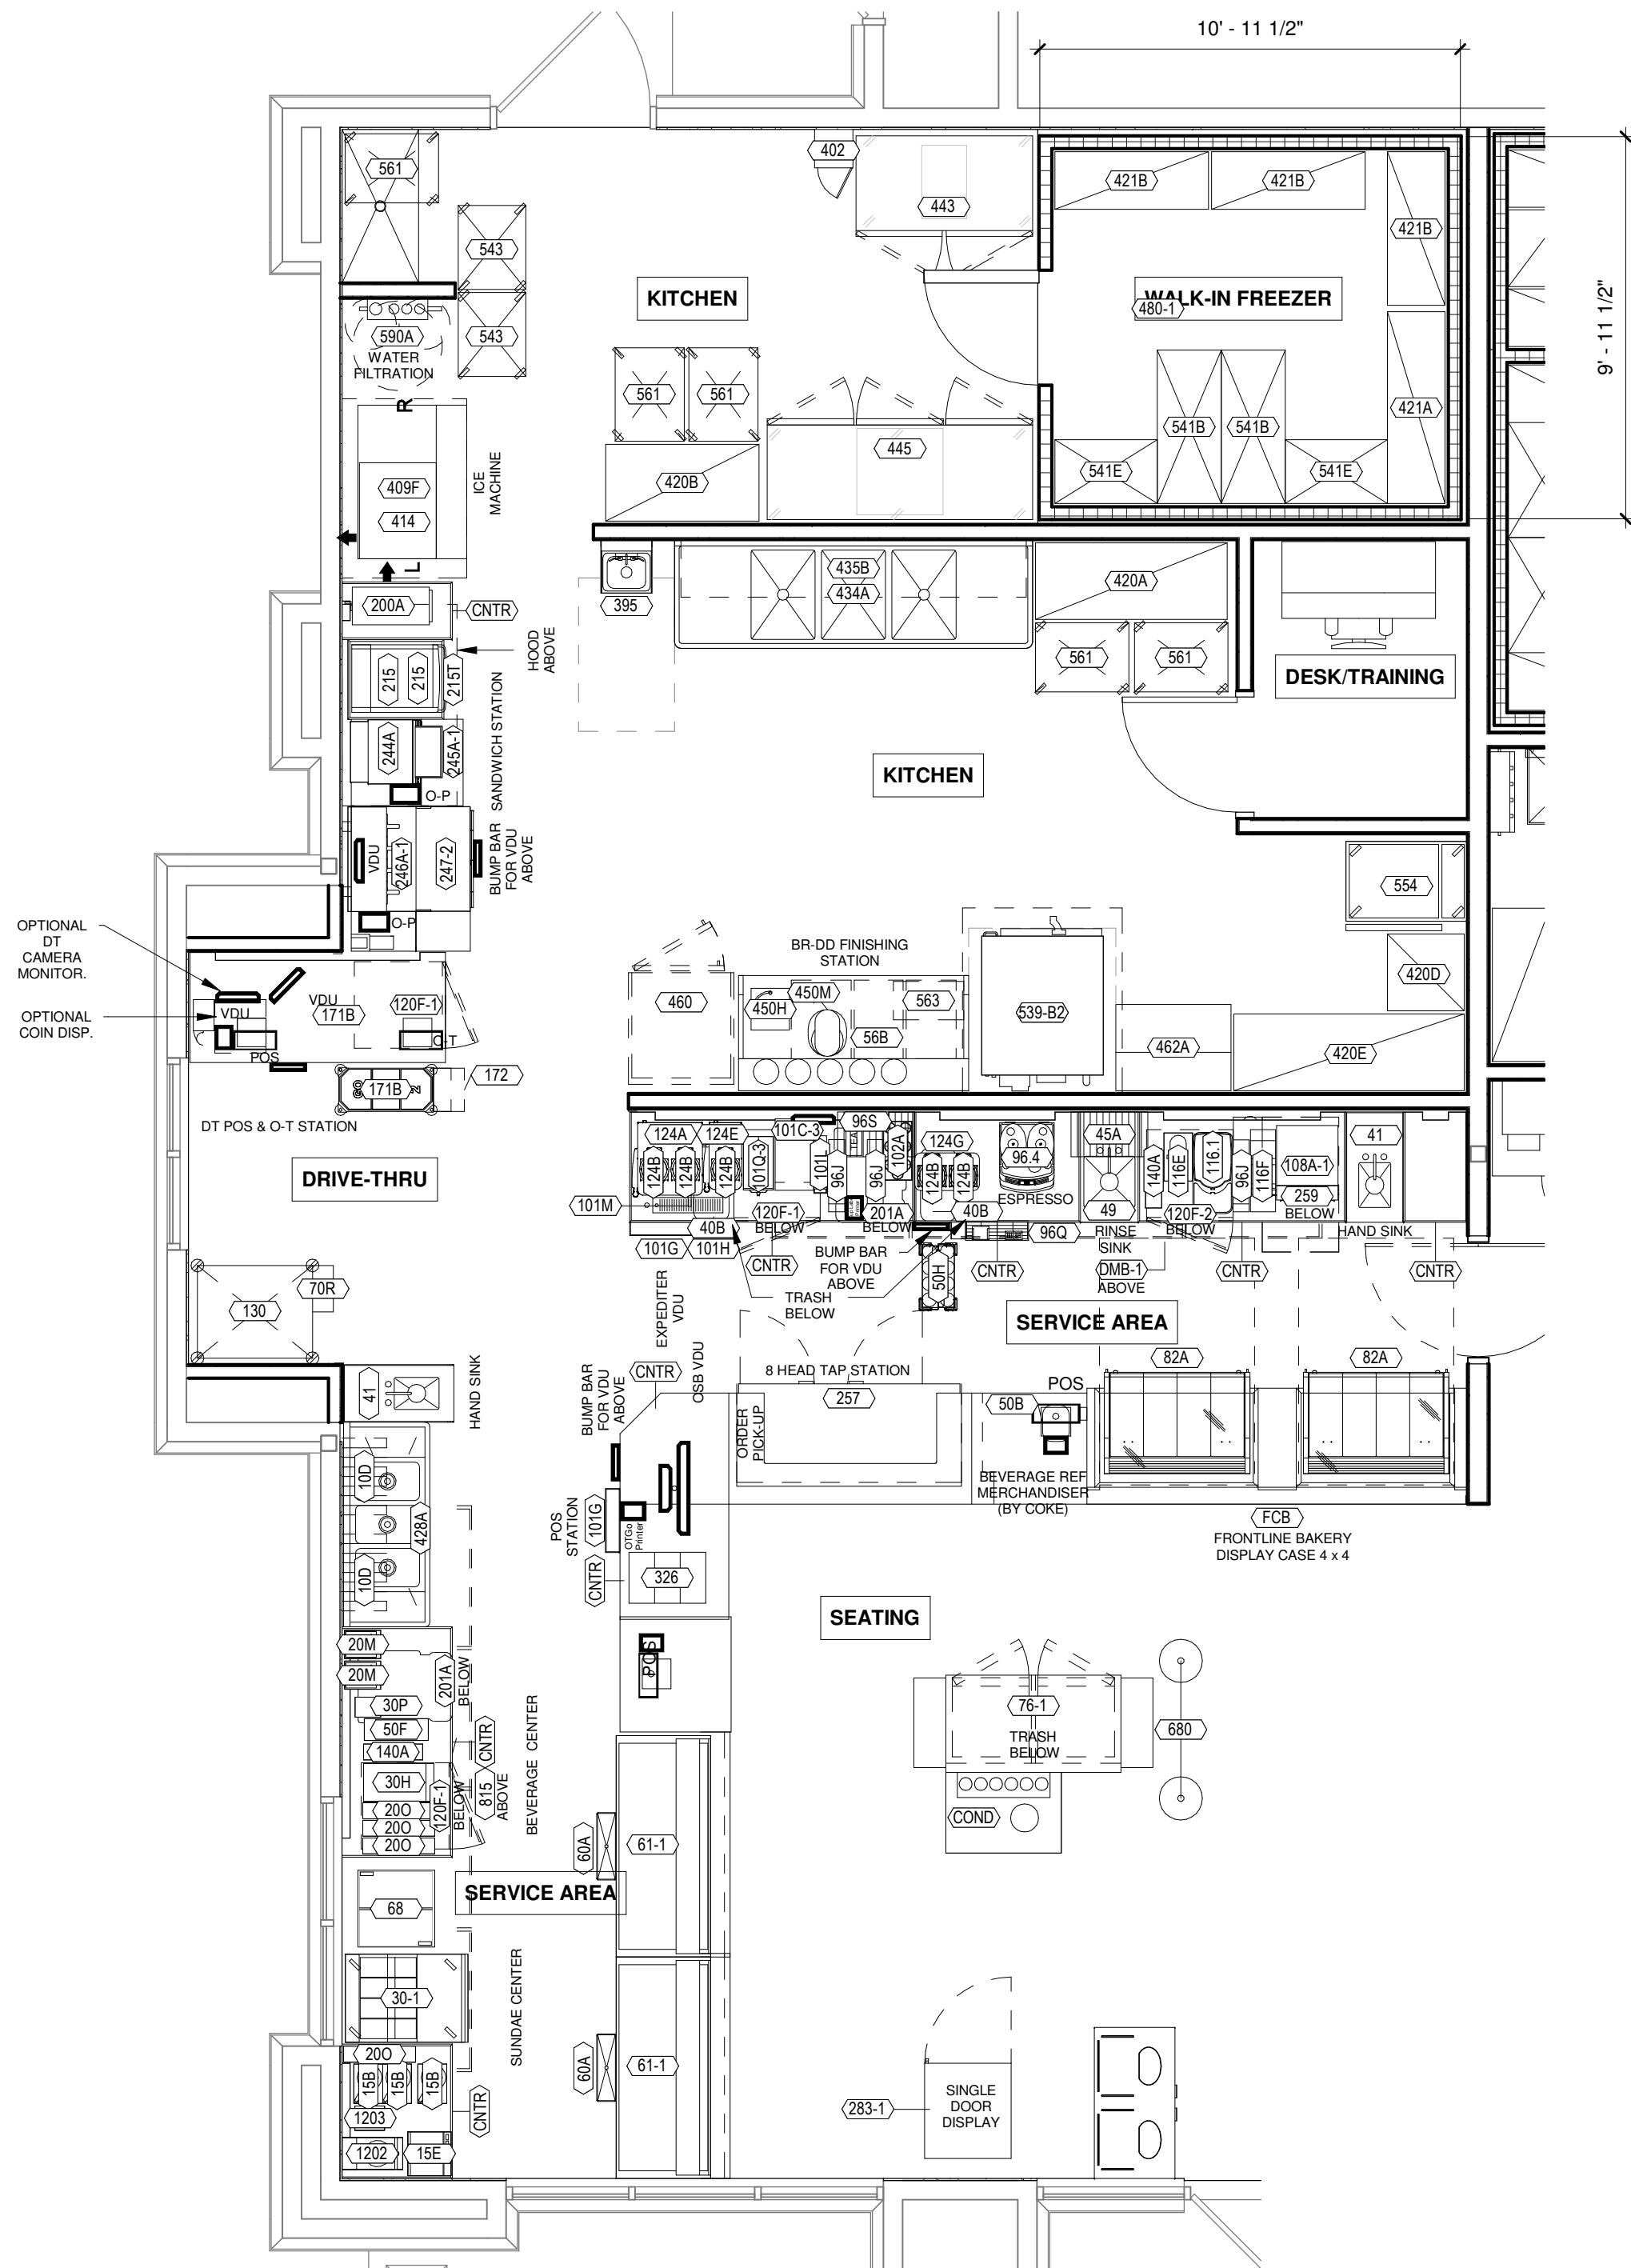 10' - 11 1/2"
9' - 11 1/2"
561
402
443
421B
421B
421B
543
KITCHEN
WALK-IN FREEZER
480-1
590A
WATER
FILTRATION
543
561
561
R
421A
541B
541B
445
541E
541E
420B
409F
414
ICE
MACHINE
L
435B
434A
420A
395
200A
CNTR
HOOD
ABOVE
561
561
DESK/TRAINING
215
215
215T
SANDWICH STATION
244A
245A-1
O-P
KITCHEN
VDU
246A-1
247-2
BUMP BAR
FOR VDU
ABOVE
554
O-P
OPTIONAL
DT
CAMERA
MONITOR.
BR-DD FINISHING
STATION
420D
460
450H
450M
563
56B
539-B2
VDU
171B
120F-1
VDU
OPTIONAL
COIN DISP.
O-T
POS
462A
420E
171B
172
DT POS & O-T STATION
DRIVE-THRU
124A
124E
101C-3
96S
102A
124G
96.4
45A
41
124B
124B
124B
101Q-3
101L
96J
96J
124B
124B
ESPRESSO
140A
116E
116.1
96J
116F
108A-1
259
BELOW
101M
120F-1
BELOW
201A
BELOW
40B
49
RINSE
SINK
120F-2
BELOW
HAND SINK
40B
96Q
101G
101H
CNTR
BUMP BAR
FOR VDU
ABOVE
50H
CNTR
DMB-1
ABOVE
CNTR
CNTR
130
70R
EXPEDITER
VDU
TRASH
BELOW
SERVICE AREA
82A
82A
41
HAND SINK
BUMP BAR
FOR VDU
ABOVE
CNTR
OSB VDU
8 HEAD TAP STATION
257
ORDER
PICK-UP
50B
POS
BEVERAGE REF
MERCHANDISER
(BY COKE)
FCB
FRONTLINE BAKERY
DISPLAY CASE 4 x 4
10D
428A
10D
POS
STATION
101G
OTGo
Printer
CNTR
326
SEATING
20M
20M
201A
BELOW
30P
50F
140A
30H
20O
20O
20O
120F-1
BELOW
CNTR
815
ABOVE
BEVERAGE CENTER
POS
76-1
TRASH
BELOW
680
COND
60A
61-1
68
SERVICE AREA
30-1
SUNDAE CENTER
60A
61-1
20O
15B
15B
15B
1203
CNTR
1202
15E
283-1
SINGLE
DOOR
DISPLAY